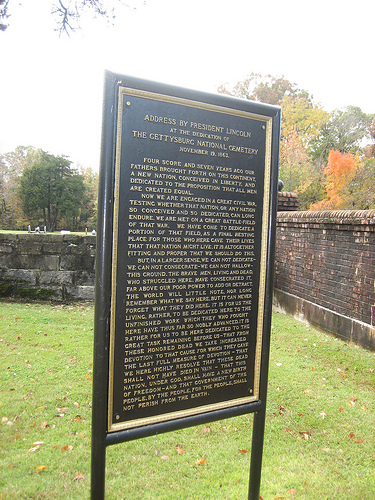 ADDRESS BY PRESIDENT LINCOLN
AT THE DEDICATION OF
THE GETTYSBURG NATIONAL CEMETERY
NOVEMBER 19, 1863.
FOUR SCORE AND SEVEN YEARS AGO OUR
FATHERS BROUGHT FORTH ON THIS CONTINENT,
A NEW NATION, CONCEIVED IN LIBERTY, AND
DEDICATED TO THE PROPOSITION THAT ALL MEN
ARE CREATED EQUAL.
NOW WE ARE ENGAGED IN A GREAT CIVIL WAR,
TESTING WHETHER THAT NATION, OR ANY NATION
SO CONCEIVED AND SO DEDICATED, CAN LONG
ENDURE. WE ARE MET ON A GREAT BATTLE-FIELD
OF THAT WAR. WE HAVE COME TO DEDICATE A
PORTION OF THAT FIELD, AS A FINAL RESTING
PLACE FOR THOSE WHO HERE GAVE THEIR LIVES
THAT THAT NATION MIGHT LIVE. IT IS ALTOGETHER
FITTING AND PROPER THAT WE SHOULD DO THIS.
BUT, IN A LARGER SENSE, WE CAN NOT DEDICATE-
WE CAN NOT CONSECRATE- WE CAN NOT HALLOW-
THIS GROUND. THE BRAVE MEN, LIVING AND DEAD,
WHO STRUGGLED HERE, HAVE CONSECRATED IT,
FAR ABOVE OUR POOR POWER TO ADD OR DETRACT.
THE WORLD WILL LITTLE NOTE, NOR LONG
REMEMBER WHAT WE SAY HERE, BUT IT CAN NEVER
FORGET WHAT THEY DID HERE. IT IS FOR US THE
LIVING, RATHER, TO BE DEDICATED HERE TO THE
UNFINISHED WORK WHICH THEY WHO FOUGHT
HERE HAVE THUS FAR SO NOBLY ADVANCED. IT IS
RATHER FOR US TO BE HERE DEDICATED TO THE
GREAT TASK REMAINING BEFORE US- THAT FROM
THESE HONORED DEAD WE TAKE INCREASED
DEVOTION TO THAT CAUSE FOR WHICH THEY GAVE
THE LAST FULL MEASURE OF DEVOTION - THAT
WE HERE HIGHLY RESOLVE THAT THESE DEAD
SHALL NOT HAVE DIED IN VAIN - THAT THIS
NATION, UNDER GOD, SHALL HAVE A NEW BIRTH
OF FREEDOM- AND THAT GOVERNMENT OF THE
PEOPLE, BY THE PEOPLE, FOR THE PEOPLE, SHALL
NOT PERISH FROM THE EARTH.